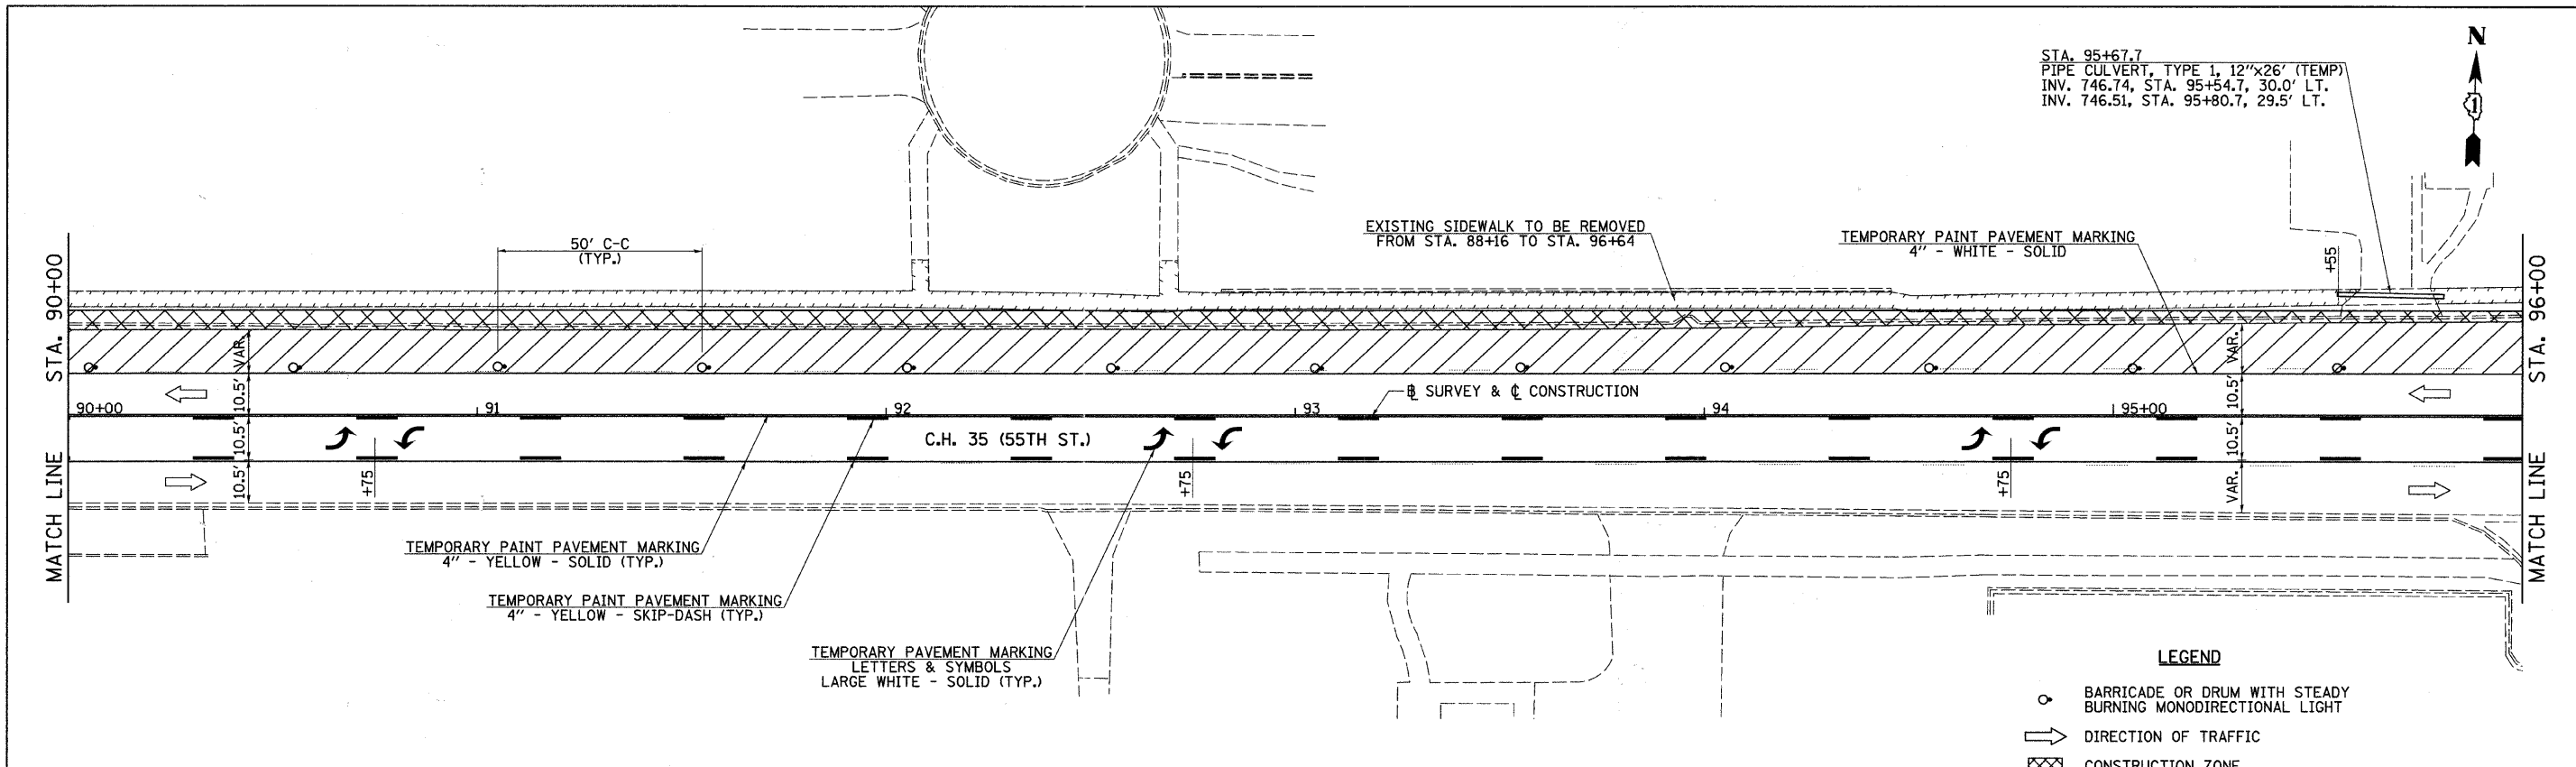 N
1
STA. 95+67.7
PIPE CULVERT, TYPE 1, 12"x26' (TEMP)
INV. 746.74, STA. 95+54.7, 30.0' LT.
INV. 746.51, STA. 95+80.7, 29.5' LT.
50' C-C
(TYP.)
EXISTING SIDEWALK TO BE REMOVED
FROM STA. 88+16 TO STA. 96+64
TEMPORARY PAINT PAVEMENT MARKING
4" - WHITE - SOLID
+55
MATCH LINE STA. 90+00
MATCH LINE STA. 96+00
VAR.
10.5'
10.5'
10.5'
VAR.
10.5'
10.5'
VAR.
90+00
91
92
93
94
95+00
B SURVEY & C CONSTRUCTION
C.H. 35 (55TH ST.)
+75
+75
+75
TEMPORARY PAINT PAVEMENT MARKING
4" - YELLOW - SOLID (TYP.)
TEMPORARY PAINT PAVEMENT MARKING
4" - YELLOW - SKIP-DASH (TYP.)
TEMPORARY PAVEMENT MARKING
LETTERS & SYMBOLS
LARGE WHITE - SOLID (TYP.)
LEGEND
BARRICADE OR DRUM WITH STEADY
BURNING MONODIRECTIONAL LIGHT
DIRECTION OF TRAFFIC
CONSTRUCTION ZONE